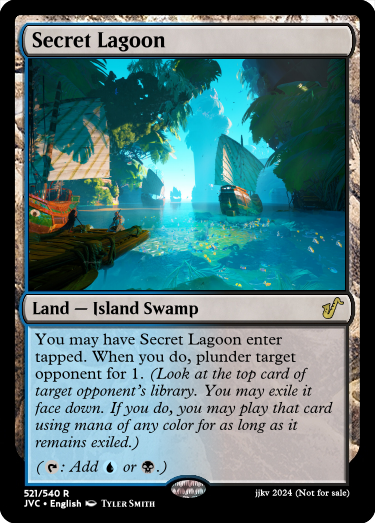 Secret Lagoon
Land — Island Swamp
You may have Secret Lagoon enter
tapped. When you do, plunder target
opponent for 1. (Look at the top card of
target opponent's library. You may exile it
face down. If you do, you may play that card
using mana of any color for as long as it
remains exiled.)
( : Add or .)
521/540 R
JVC • English Tyler Smith
jjkv 2024 (Not for sale)